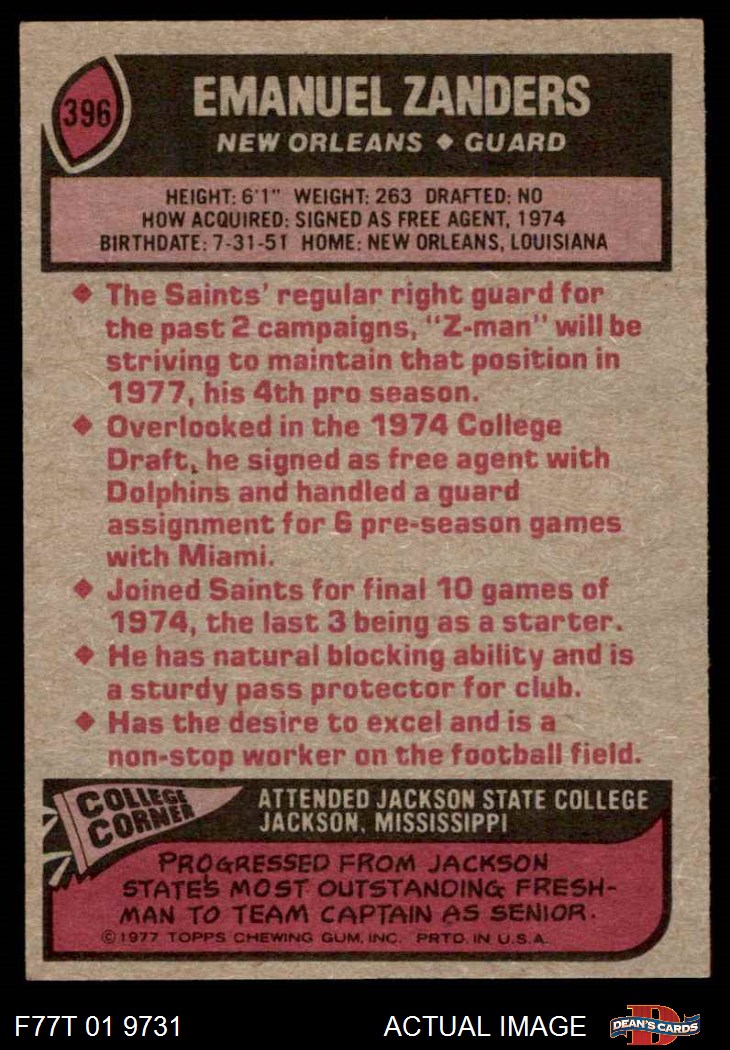 396
EMANUEL ZANDERS
NEW ORLEANS ♦ GUARD
HEIGHT: 6'1" WEIGHT: 263 DRAFTED: NO
HOW ACQUIRED: SIGNED AS FREE AGENT, 1974
BIRTHDATE: 7-31-51 HOME: NEW ORLEANS, LOUISIANA
♦ The Saints' regular right guard for
the past 2 campaigns, "Z-man" will be
striving to maintain that position in
1977, his 4th pro season.
♦ Overlooked in the 1974 College
Draft, he signed as free agent with
Dolphins and handled a guard
assignment for 6 pre-season games
with Miami.
♦ Joined Saints for final 10 games of
1974, the last 3 being as a starter.
♦ He has natural blocking ability and is
a sturdy pass protector for club.
♦ Has the desire to excel and is a
non-stop worker on the football field.
COLLEGE
CORNER
ATTENDED JACKSON STATE COLLEGE
JACKSON, MISSISSIPPI
PROGRESSED FROM JACKSON
STATE'S MOST OUTSTANDING FRESH-
MAN TO TEAM CAPTAIN AS SENIOR.
©1977 TOPPS CHEWING GUM, INC. PRTD. IN U.S.A.
F77T 01 9731
ACTUAL IMAGE
D
DEAN'S CARDS